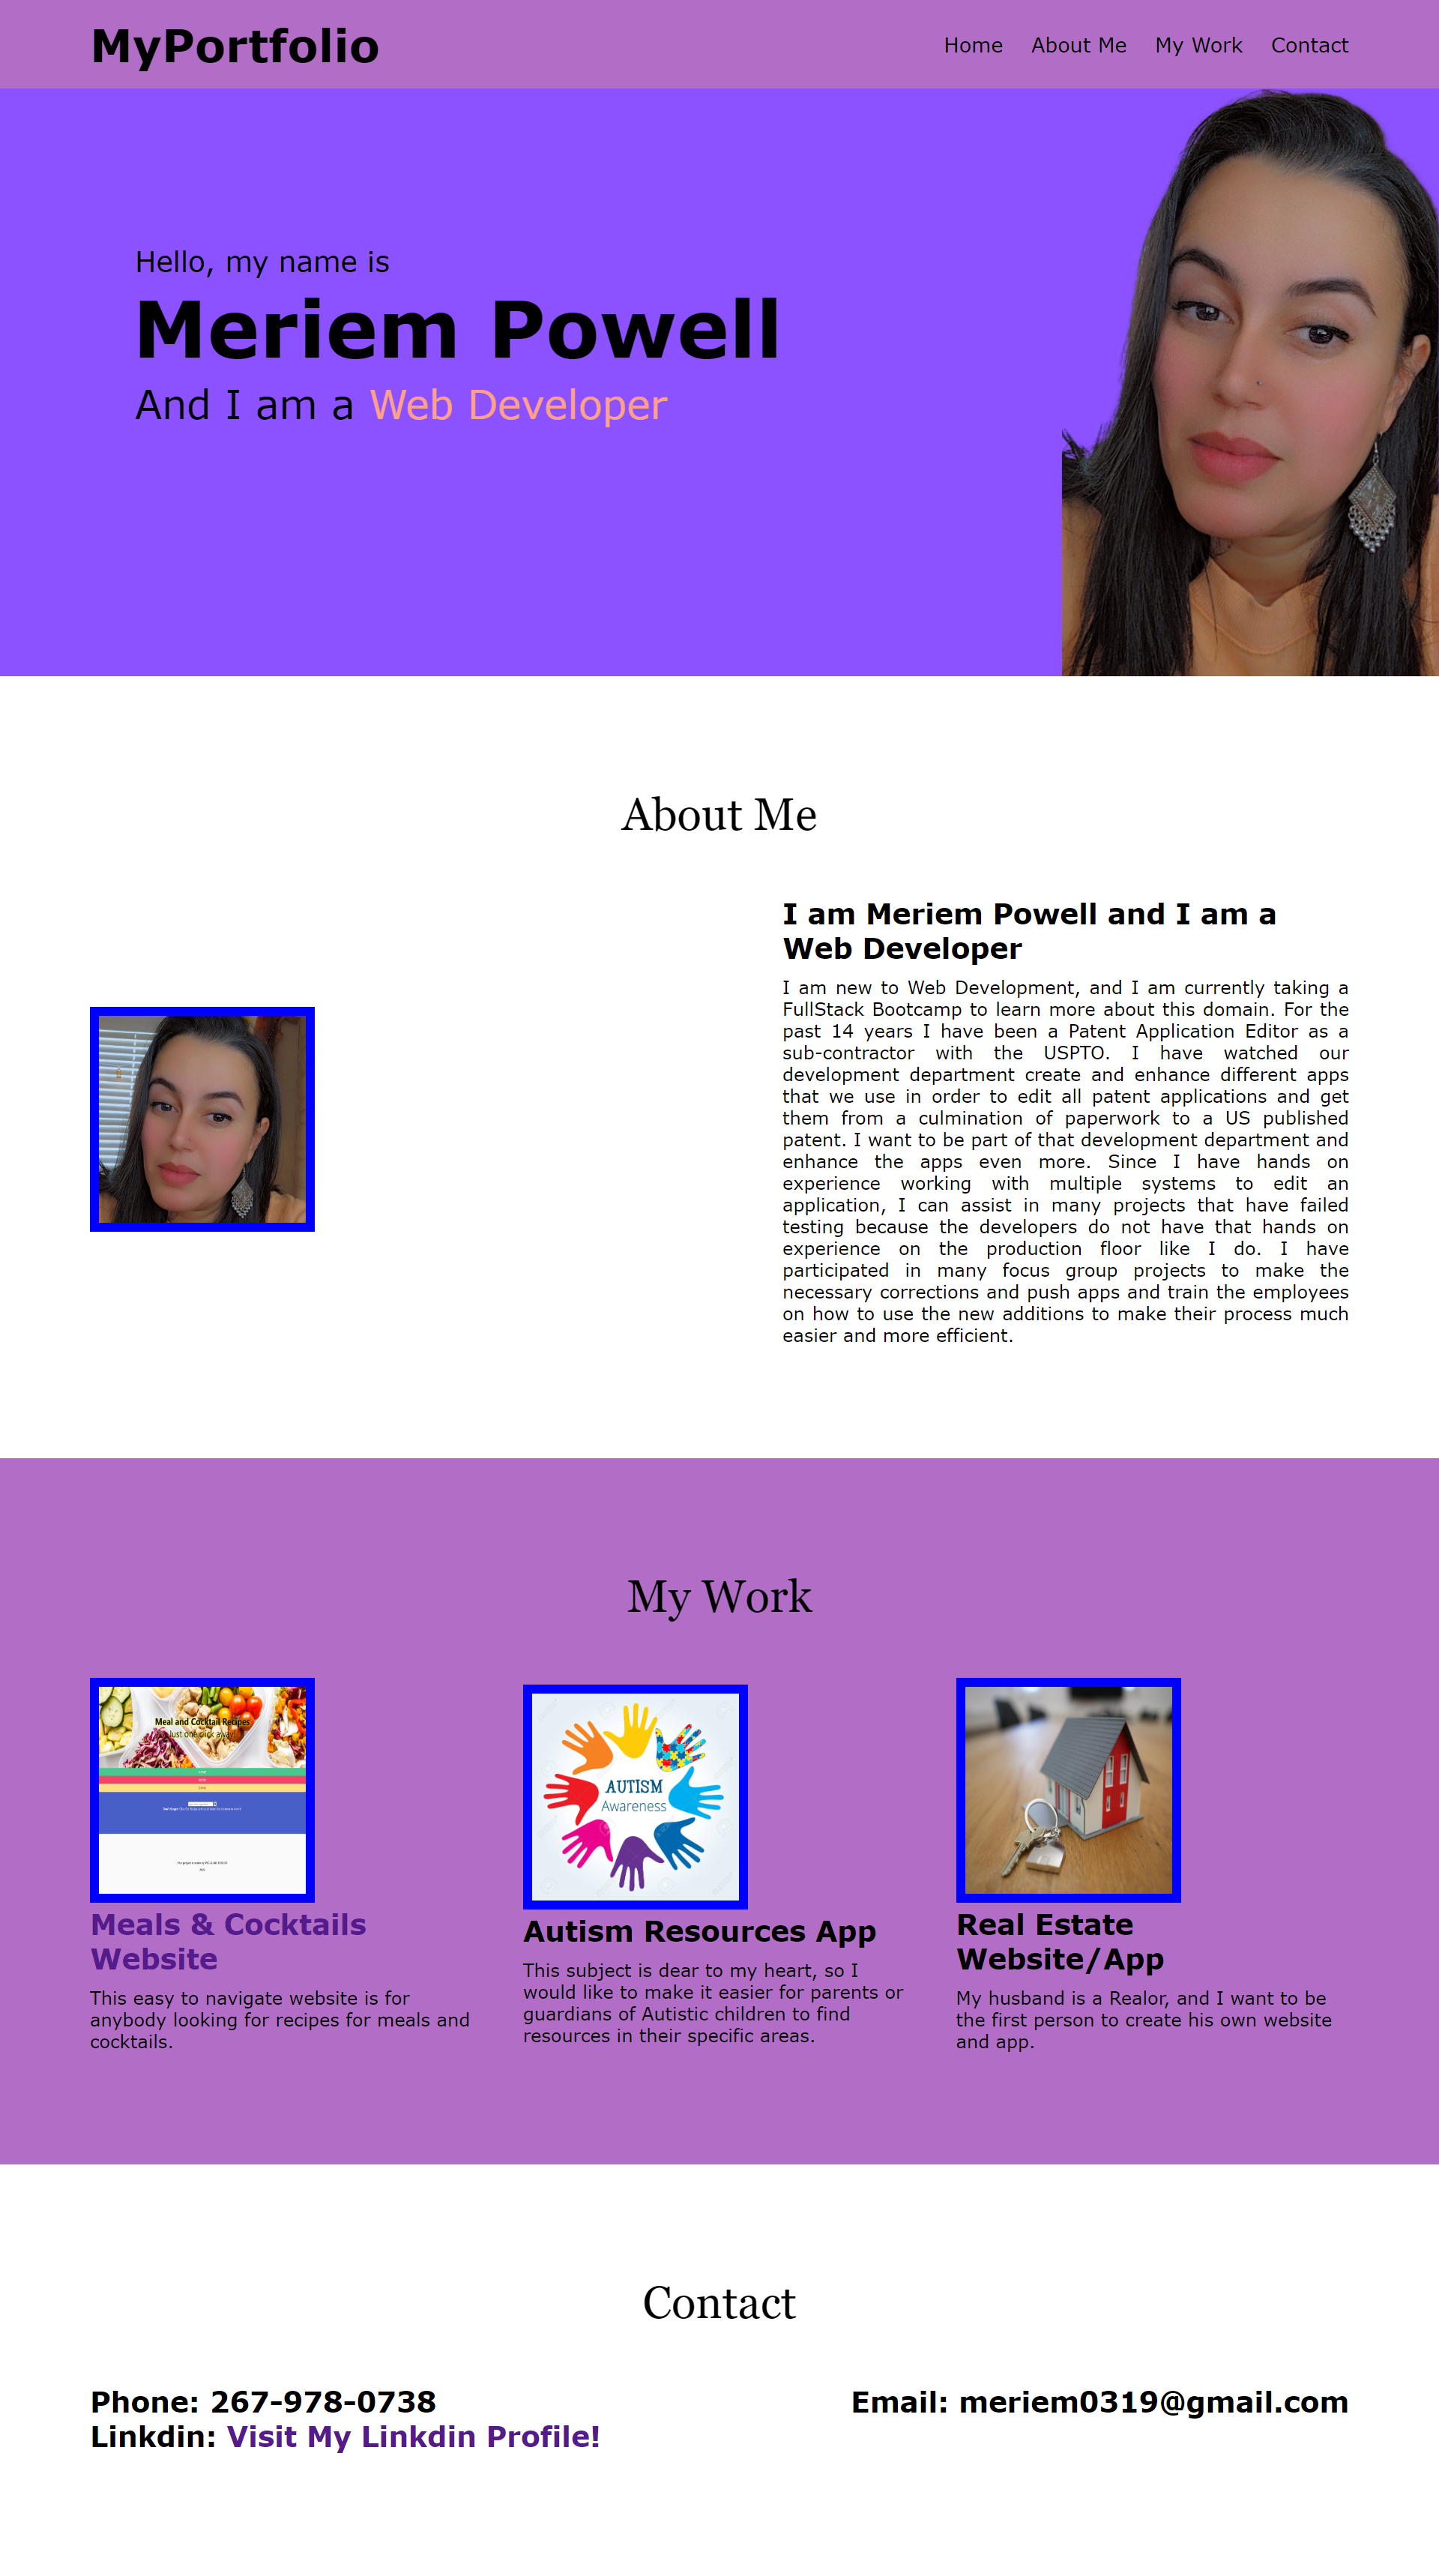 MyPortfolio
Home About Me My Work Contact
Hello, my name is
Meriem Powell
And I am a Web Developer
About Me
I am Meriem Powell and I am a
Web Developer
I am new to Web Development, and I am currently taking a
FullStack Bootcamp to learn more about this domain. For the
past 14 years I have been a Patent Application Editor as a
sub-contractor with the USPTO. I have watched our
development department create and enhance different apps
that we use in order to edit all patent applications and get
them from a culmination of paperwork to a US published
patent. I want to be part of that development department and
enhance the apps even more. Since I have hands on
experience working with multiple systems to edit an
application, I can assist in many projects that have failed
testing because the developers do not have that hands on
experience on the production floor like I do. I have
participated in many focus group projects to make the
necessary corrections and push apps and train the employees
on how to use the new additions to make their process much
easier and more efficient.
My Work
Meal and Cocktail Recipes
Just one click away
Meals & Cocktails
Website
This easy to navigate website is for
anybody looking for recipes for meals and
cocktails.
AUTISM
Awareness
Autism Resources App
This subject is dear to my heart, so I
would like to make it easier for parents or
guardians of Autistic children to find
resources in their specific areas.
Real Estate
Website/App
My husband is a Realor, and I want to be
the first person to create his own website
and app.
Contact
Phone: 267-978-0738
Linkdin: Visit My Linkdin Profile!
Email: meriem0319@gmail.com